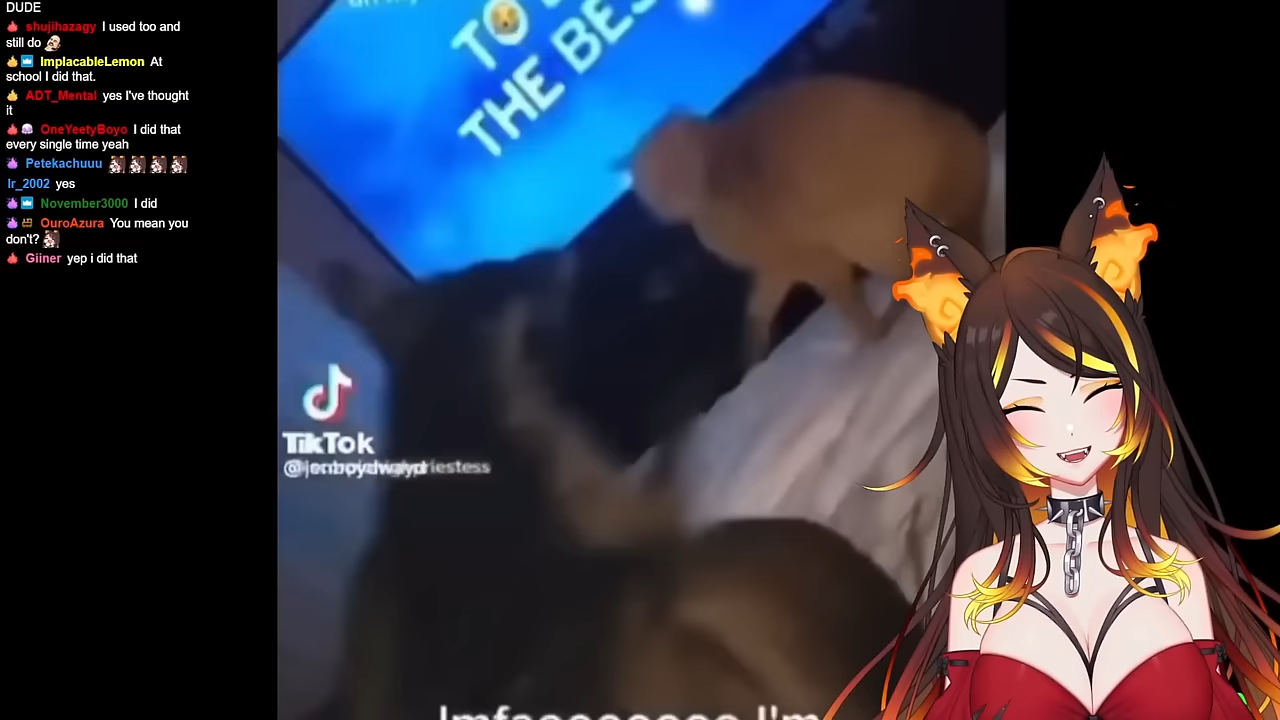 DUDE
shujihazagy I used too and
still do
ImplacableLemon At
school I did that.
ADT_Mental yes I've thought
it
OneYeetyBoyo I did that
every single time yeah
Petekachuuu
lr_2002 yes
November3000 I did
OuroAzura You mean you
don't?
Giiner yep i did that
TO
THE BES
TikTok
I'm